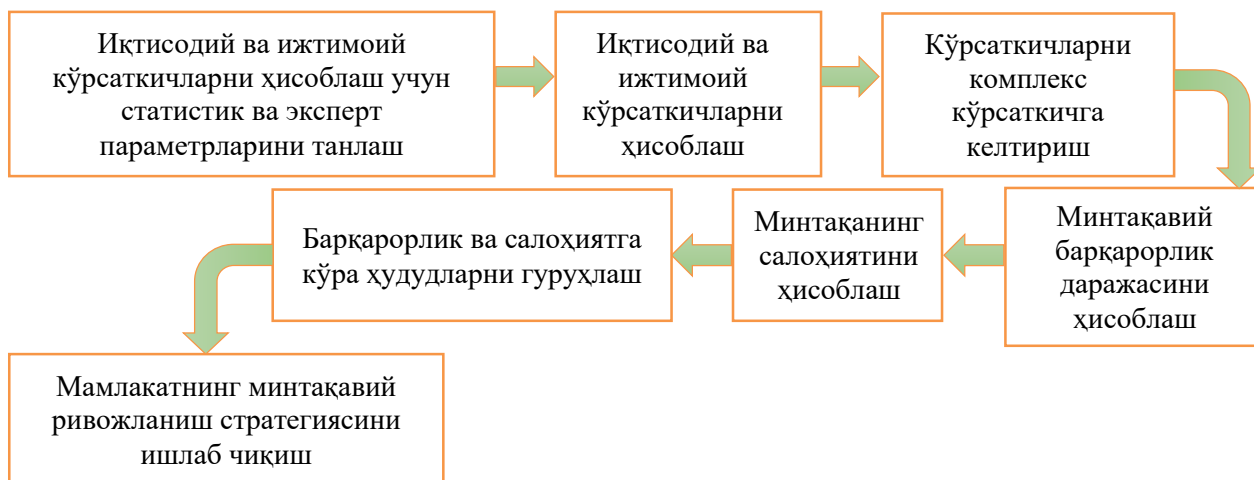 Иқтисодий ва ижтимоий
кўрсаткичларни ҳисоблаш учун
статистик ва эксперт
параметрларини танлаш
Иқтисодий ва
ижтимоий
кўрсаткичларни
ҳисоблаш
Кўрсаткичларни
комплекс
кўрсаткичга
келтириш
Минтақавий
барқарорлик
даражасини
ҳисоблаш
Минтақанинг
салоҳиятини
ҳисоблаш
Барқарорлик ва салоҳиятга
кўра ҳудудларни гуруҳлаш
Мамлакатнинг минтақавий
ривожланиш стратегиясини
ишлаб чиқиш